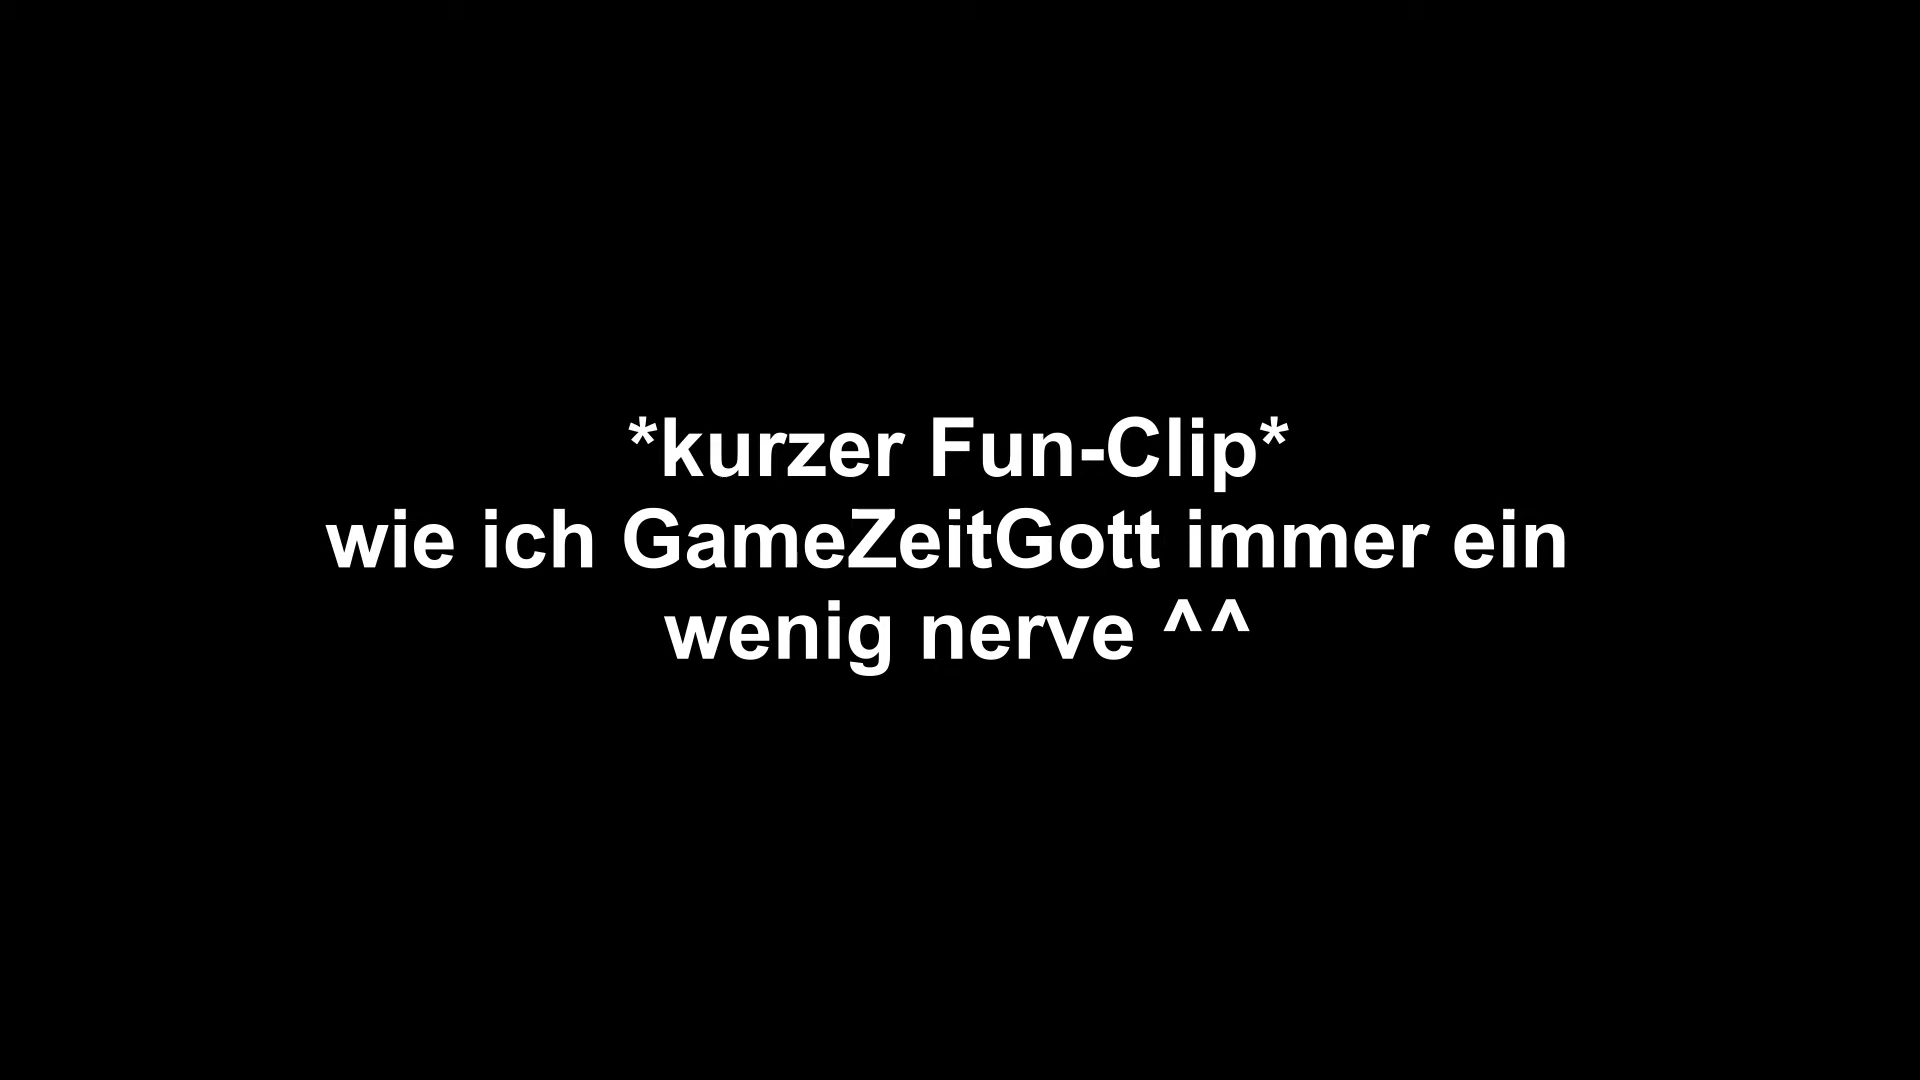 *kurzer Fun-Clip*
wie ich GameZeitGott immer ein
wenig nerve ^^